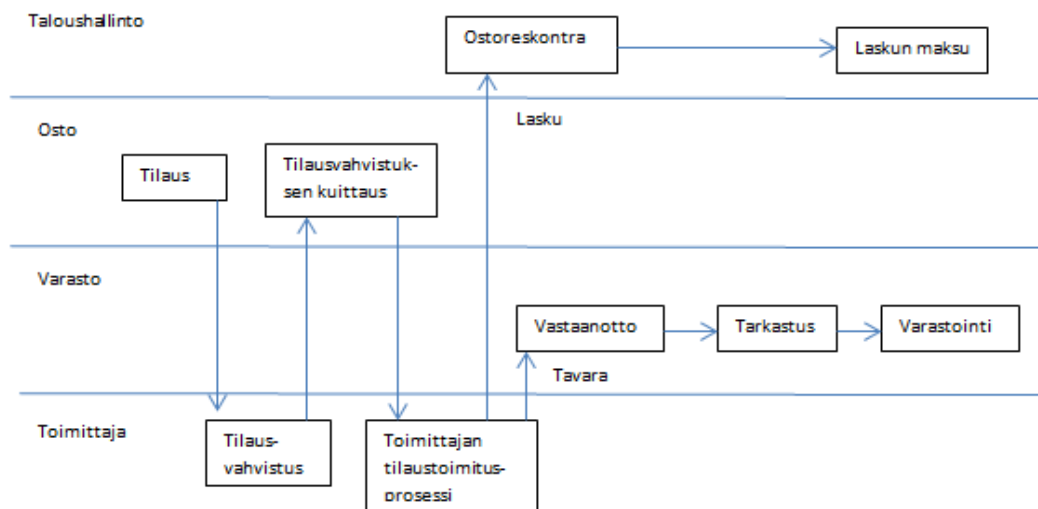 Taloushallinto
Ostoreskontra
Laskun maksu
Lasku
Osto
Tilaus
Tilausvahvistuk-
sen kuittaus
Varasto
Vastaanotto
Tarkastus
Varastointi
Tavara
Toimittaja
Tilaus-
vahvistus
Toimittajan
tilaustoimitus-
prosessi